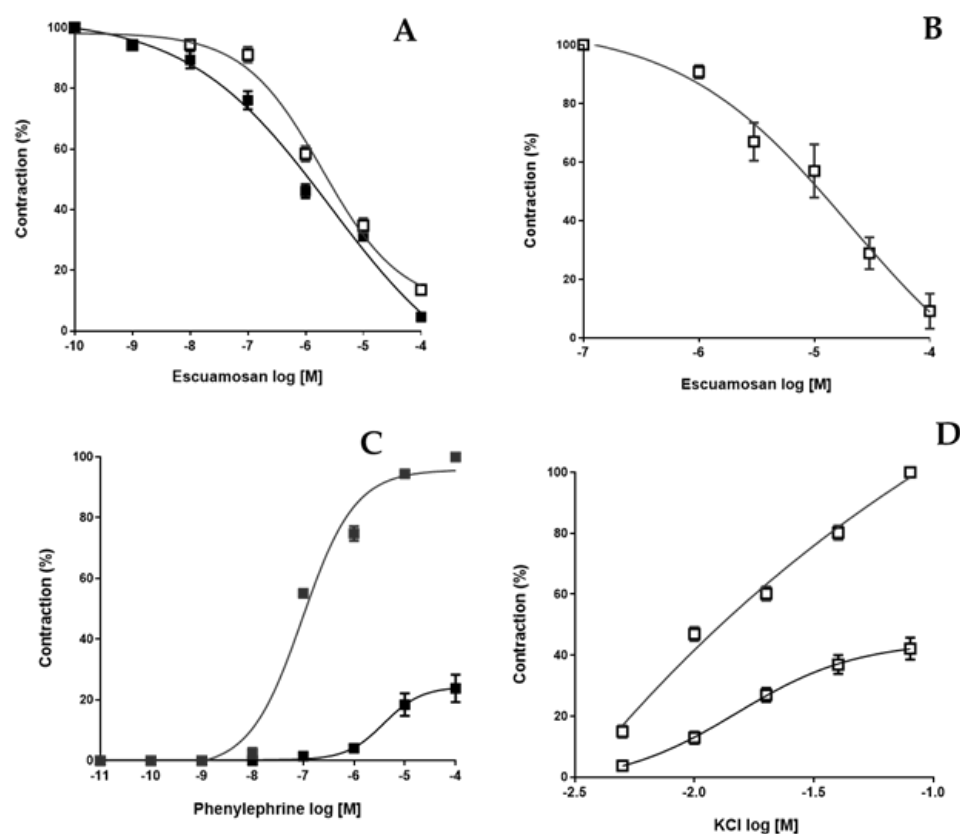 A
100
80
60
40
20
0
Contraction (%)
-10 -9 -8 -7 -6 -5 -4
Escuamosan log [M]
B
100
80
60
40
20
0
Contraction (%)
-7 -6 -5 -4
Escuamosan log [M]
C
100
80
60
40
20
0
Contraction (%)
-11 -10 -9 -8 -7 -6 -5 -4
Phenylephrine log [M]
D
100
80
60
40
20
0
Contraction (%)
-2.5 -2.0 -1.5 -1.0
KCl log [M]